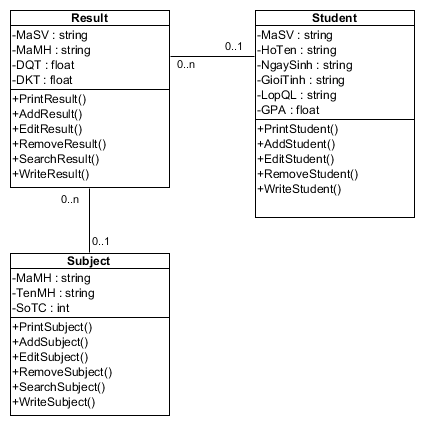 Result
-MaSV : string
-MaMH : string
-DQT : float
-DKT : float
+PrintResult()
+AddResult()
+EditResult()
+RemoveResult()
+SearchResult()
+WriteResult()
0..n
0..1
Student
-MaSV : string
-HoTen : string
-NgaySinh : string
-GioiTinh : string
-LopQL : string
-GPA : float
+PrintStudent()
+AddStudent()
+EditStudent()
+RemoveStudent()
+WriteStudent()
0..n
0..1
Subject
-MaMH : string
-TenMH : string
-SoTC : int
+PrintSubject()
+AddSubject()
+EditSubject()
+RemoveSubject()
+SearchSubject()
+WriteSubject()